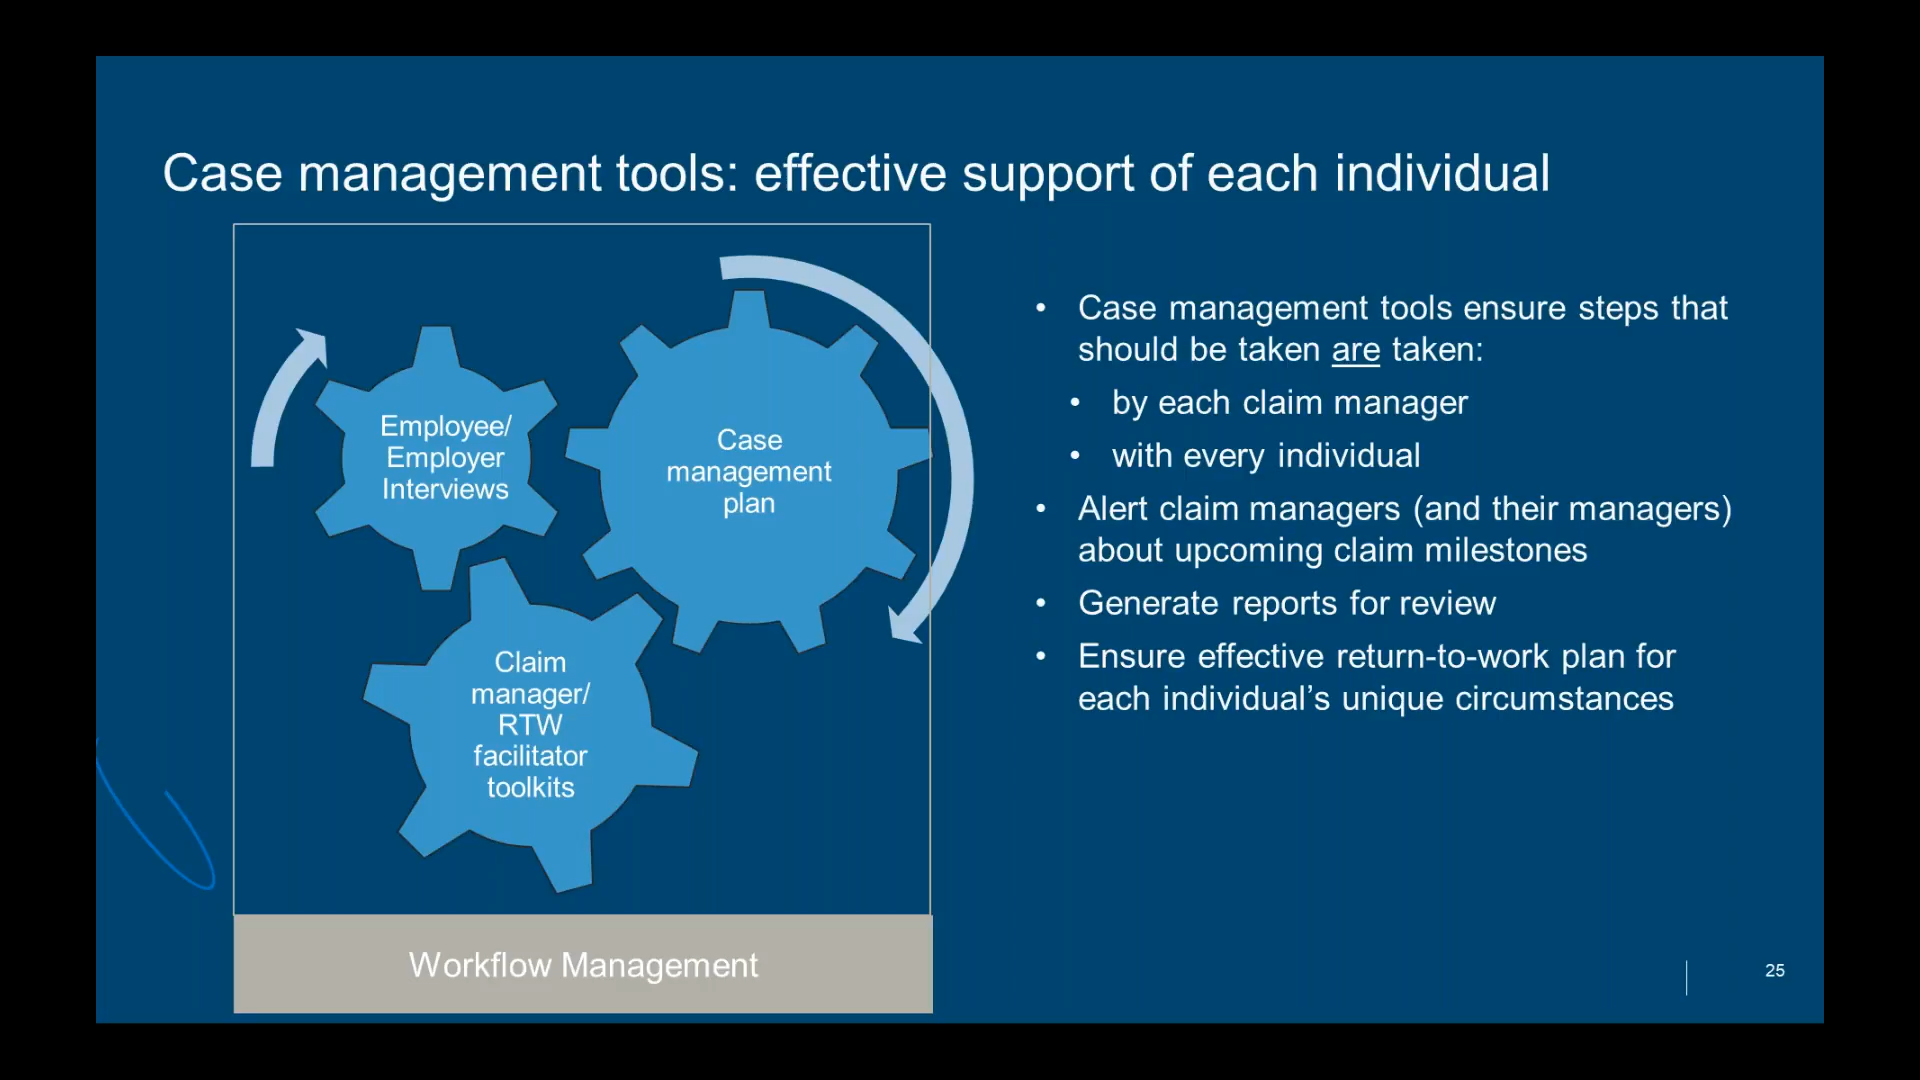 Case management tools: effective support of each individual
Employee/
Employer
Interviews
Case
management
plan
Claim
manager/
RTW
facilitator
toolkits
Workflow Management
• Case management tools ensure steps that
should be taken are taken:
• by each claim manager
• with every individual
• Alert claim managers (and their managers)
about upcoming claim milestones
• Generate reports for review
• Ensure effective return-to-work plan for
each individual’s unique circumstances
25